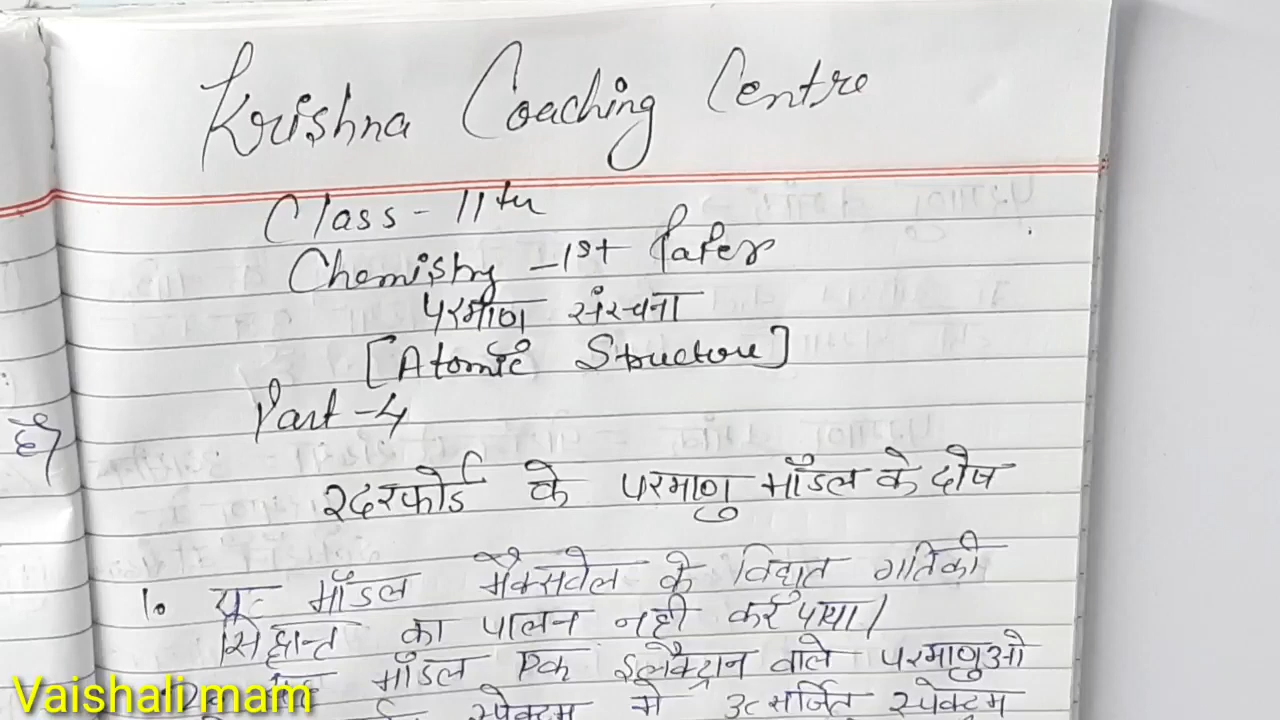 Krishna Coaching Centre
Class - 11th
Chemistry - 1st Paper
परमाणु संरचना
[Atomic Structure]
Part - 4
रदरफोर्ड के परमाणु मॉडल के दोष
1. यह मॉडल मैक्सवेल के विद्युत गतिकी
सिद्धान्त का पालन नही कर पाया।
मॉडल एक इलैक्ट्रान वाले परमाणुओ
स्पेक्ट्रम मे उत्सर्जित स्पेक्ट्रम
है
Vaishali mam